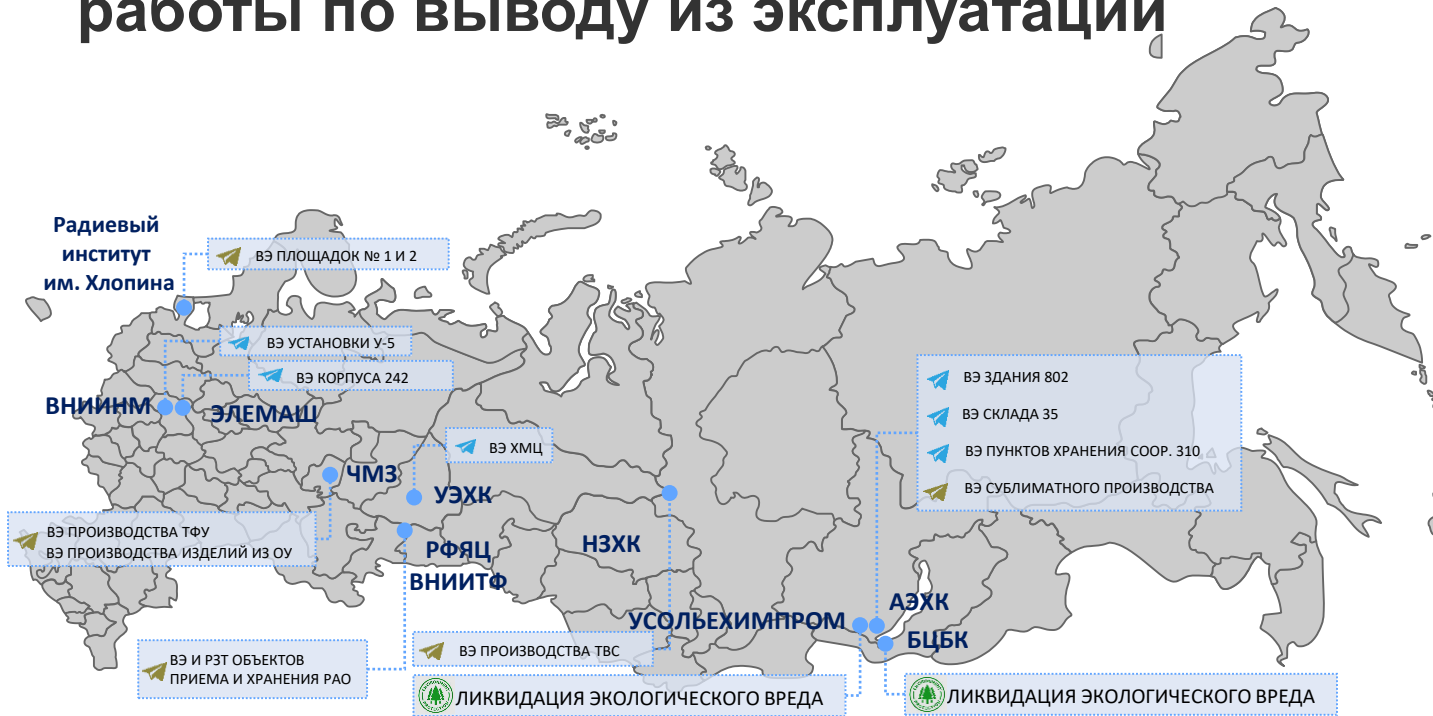 работы по выводу из эксплуатации
Радиевый
институт
им. Хлопина
ВЭ ПЛОЩАДОК № 1 И 2
ВЭ УСТАНОВКИ У-5
ВЭ КОРПУСА 242
ВНИИНМ
ЭЛЕМАШ
ВЭ ЗДАНИЯ 802
ВЭ СКЛАДА 35
ВЭ ПУНКТОВ ХРАНЕНИЯ СООР. 310
ВЭ СУБЛИМАТНОГО ПРОИЗВОДСТВА
ВЭ ХМЦ
ЧМЗ
УЭХК
ВЭ ПРОИЗВОДСТВА ТФУ
ВЭ ПРОИЗВОДСТВА ИЗДЕЛИЙ ИЗ ОУ
РФЯЦ
ВНИИТФ
НЗХК
АЭХК
УСОЛЬЕХИМПРОМ
БЦБК
ВЭ И РЗТ ОБЪЕКТОВ
ПРИЕМА И ХРАНЕНИЯ РАО
ВЭ ПРОИЗВОДСТВА ТВС
ЛИКВИДАЦИЯ ЭКОЛОГИЧЕСКОГО ВРЕДА
ЛИКВИДАЦИЯ ЭКОЛОГИЧЕСКОГО ВРЕДА